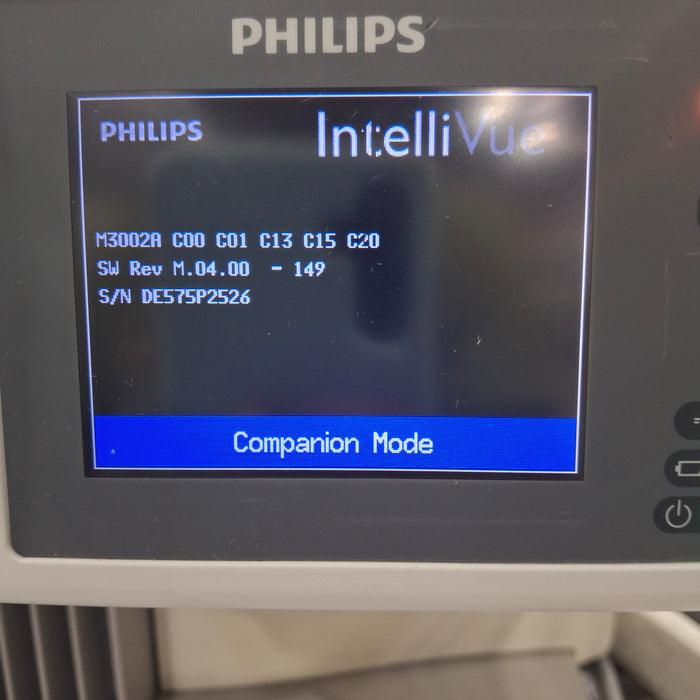 PHILIPS
PHILIPS IntelliVue
M3002A C00 C01 C13 C15 C20
SW Rev M.04.00 - 149
S/N DE575P2526
Companion Mode